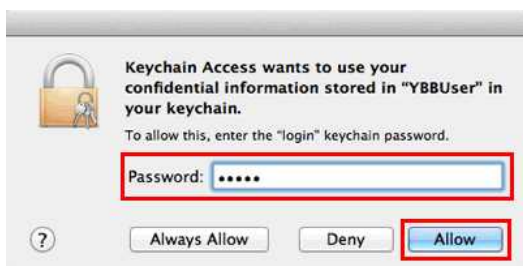 Keychain Access wants to use your
confidential information stored in “YBBUser” in
your keychain.
To allow this, enter the “login” keychain password.
Password: •••••
? Always Allow Deny Allow